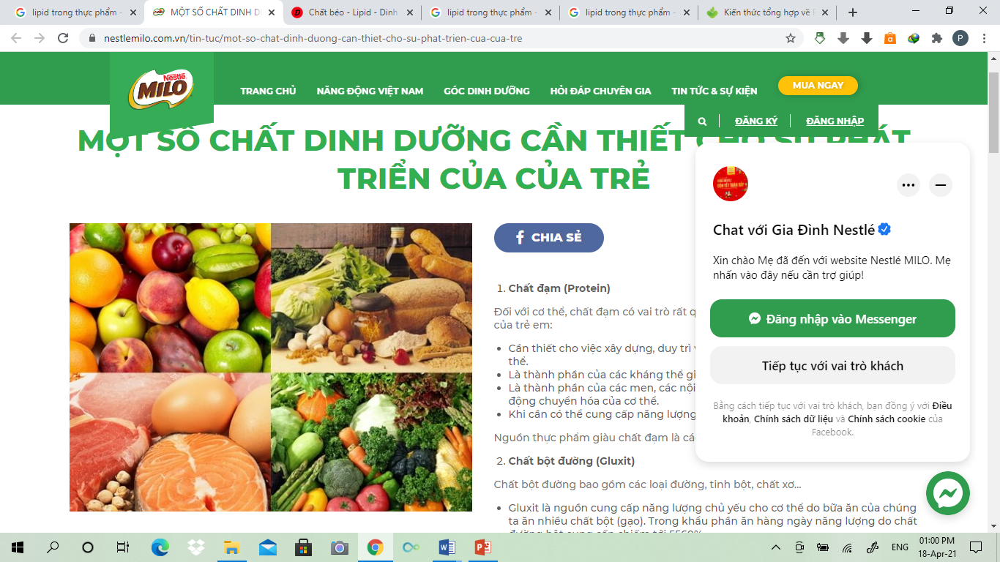 lipid trong thực phẩm -
MỘT SỐ CHẤT DINH D
Chất béo - Lipid - Dinh
lipid trong thực phẩm -
lipid trong thực phẩm -
Kiến thức tổng hợp về
nestlemilo.com.vn/tin-tuc/mot-so-chat-dinh-duong-can-thiet-cho-su-phat-trien-cua-cua-tre
P
Nestlé
MILO
TRANG CHỦ NĂNG ĐỘNG VIỆT NAM GÓC DINH DƯỠNG HỎI ĐÁP CHUYÊN GIA TIN TỨC & SỰ KIỆN MUA NGAY
ĐĂNG KÝ ĐĂNG NHẬP
MỘT SỐ CHẤT DINH DƯỠNG CẦN THIẾT CHO SỰ PHÁT
TRIỂN CỦA CỦA TRẺ
CHIA SẺ
1. Chất đạm (Protein)
Đối với cơ thể, chất đạm có vai trò rất
của trẻ em:
Cần thiết cho việc xây dựng, duy trì
thể.
Là thành phần của các kháng thể
Là thành phần của các men, các nội
động chuyển hóa của cơ thể.
Khi cần có thể cung cấp năng lượng
Nguồn thực phẩm giàu chất đạm là
2. Chất bột đường (Gluxit)
Chất bột đường bao gồm các loại đường, tinh bột, chất xơ...
Gluxit là nguồn cung cấp năng lượng chủ yếu cho cơ thể do bữa ăn của chúng
ta ăn nhiều chất bột (gạo). Trong khẩu phần ăn hàng ngày năng lượng do chất
Chat với Gia Đình Nestlé
Xin chào Mẹ đã đến với website Nestlé MILO. Mẹ
nhấn vào đây nếu cần trợ giúp!
Đăng nhập vào Messenger
Tiếp tục với vai trò khách
Bằng cách tiếp tục với vai trò khách, bạn đồng ý với Điều
khoản, Chính sách dữ liệu và Chính sách cookie của
Facebook.
ENG
01:00 PM
18-Apr-21